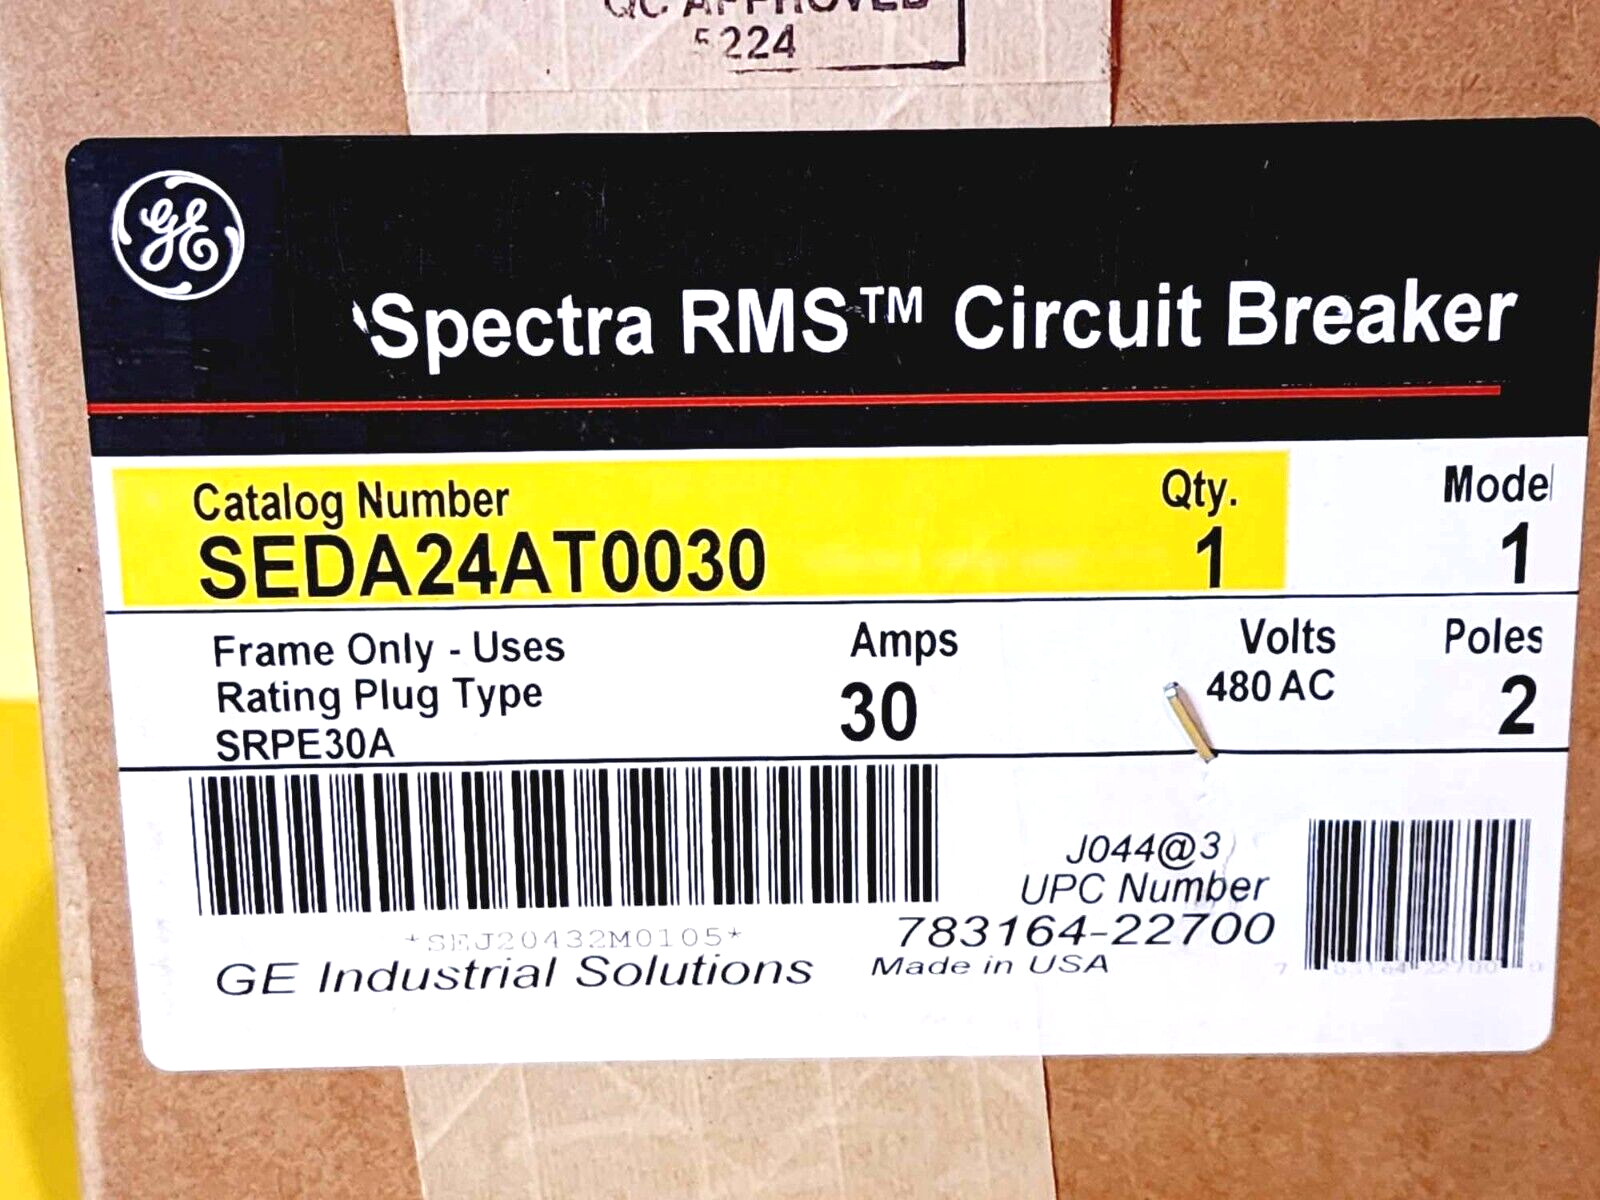 QC APPROVED
5224
GE
Spectra RMS™ Circuit Breaker
Catalog Number Qty. Model
SEDA24AT0030 1 1
Frame Only - Uses Amps Volts Poles
Rating Plug Type 30 480 AC 2
SRPE30A
J044@3
UPC Number
*SEJ20432M0105* 783164-22700
GE Industrial Solutions Made in USA